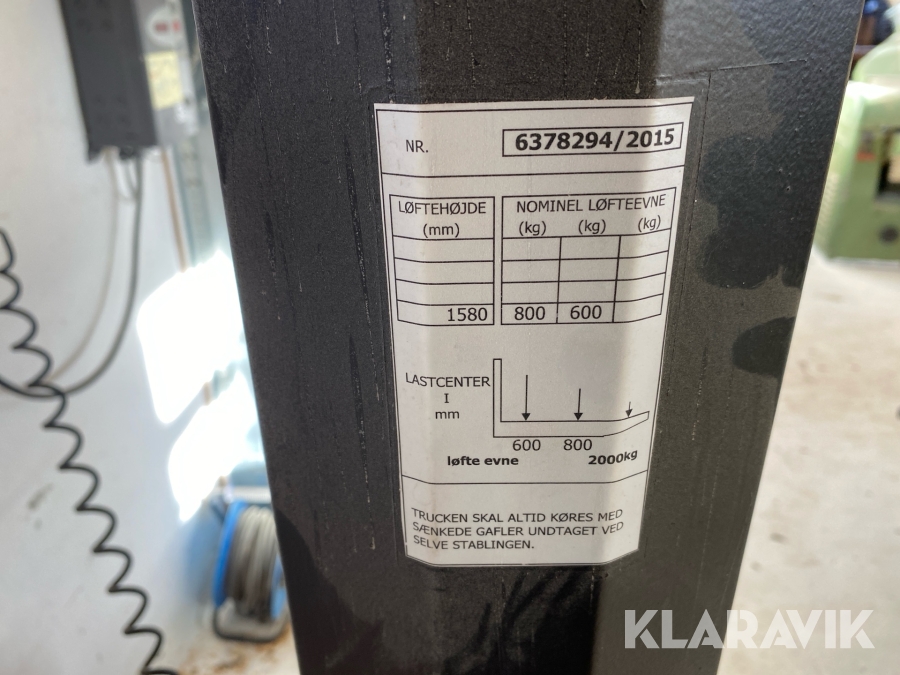 NR. 6378294/2015
LØFTEHØJDE
(mm)
NOMINEL LØFTEEVNE
(kg) (kg) (kg)
1580 800 600
LASTCENTER
I
mm
600 800
løfte evne 2000kg
TRUCKEN SKAL ALTID KØRES MED
SÆNKEDE GAFLER UNDTAGET VED
SELVE STABLINGEN.
KLARAVIK